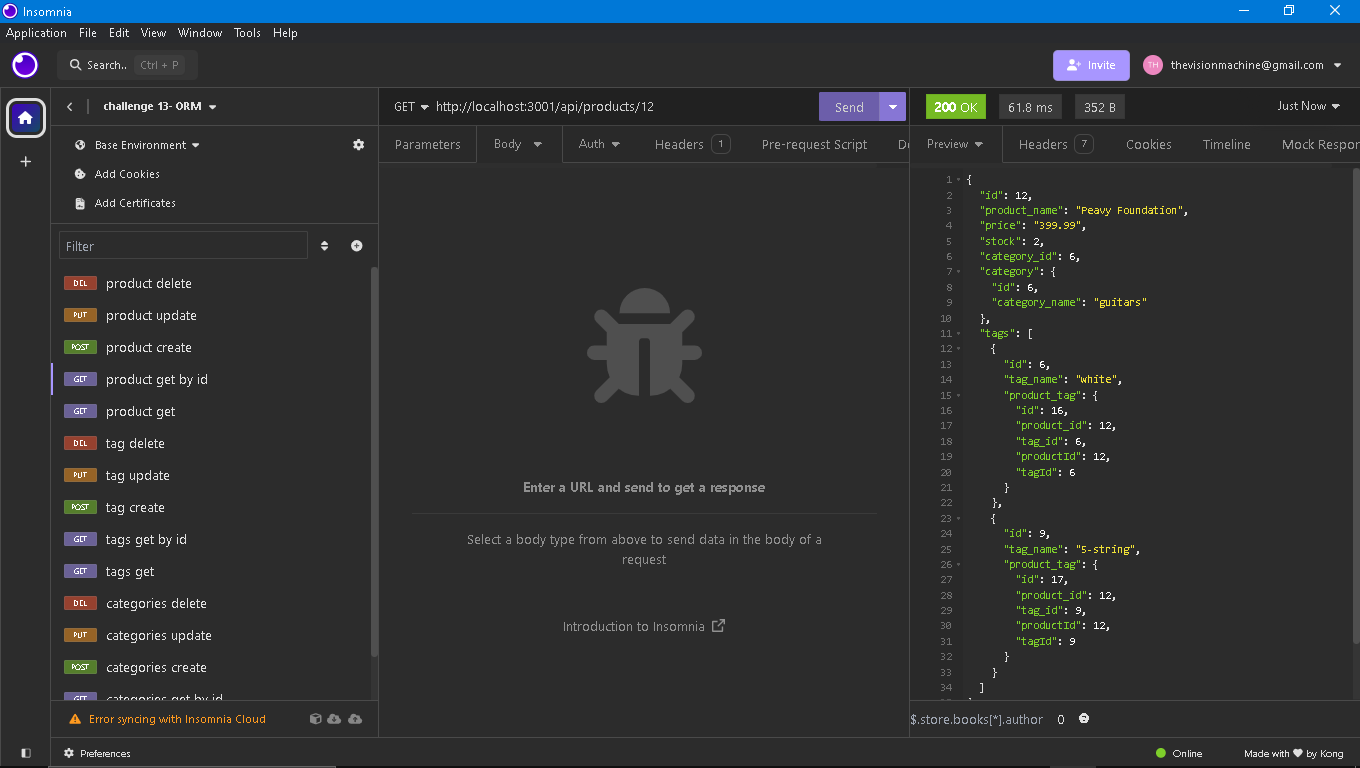 Insomnia
Application File Edit View Window Tools Help
Search.. Ctrl + P
Invite
TH thevisionmachine@gmail.com
challenge 13- ORM
Base Environment
Add Cookies
Add Certificates
Filter
DEL product delete
PUT product update
POST product create
GET product get by id
GET product get
DEL tag delete
PUT tag update
POST tag create
GET tags get by id
GET tags get
DEL categories delete
PUT categories update
POST categories create
GET categories get by id
Error syncing with Insomnia Cloud
GET http://localhost:3001/api/products/12 Send
Parameters Body Auth Headers 1 Pre-request Script
Enter a URL and send to get a response
Select a body type from above to send data in the body of a
request
Introduction to Insomnia
200 OK 61.8 ms 352 B Just Now
Preview Headers 7 Cookies Timeline Mock Respon
1 {
2 "id": 12,
3 "product_name": "Peavy Foundation",
4 "price": "399.99",
5 "stock": 2,
6 "category_id": 6,
7 "category": {
8 "id": 6,
9 "category_name": "guitars"
10 },
11 "tags": [
12 {
13 "id": 6,
14 "tag_name": "white",
15 "product_tag": {
16 "id": 16,
17 "product_id": 12,
18 "tag_id": 6,
19 "productId": 12,
20 "tagId": 6
21 }
22 },
23 {
24 "id": 9,
25 "tag_name": "5-string",
26 "product_tag": {
27 "id": 17,
28 "product_id": 12,
29 "tag_id": 9,
30 "productId": 12,
31 "tagId": 9
32 }
33 }
34 ]
$.store.books[*].author 0
Preferences
Online Made with ❤ by Kong